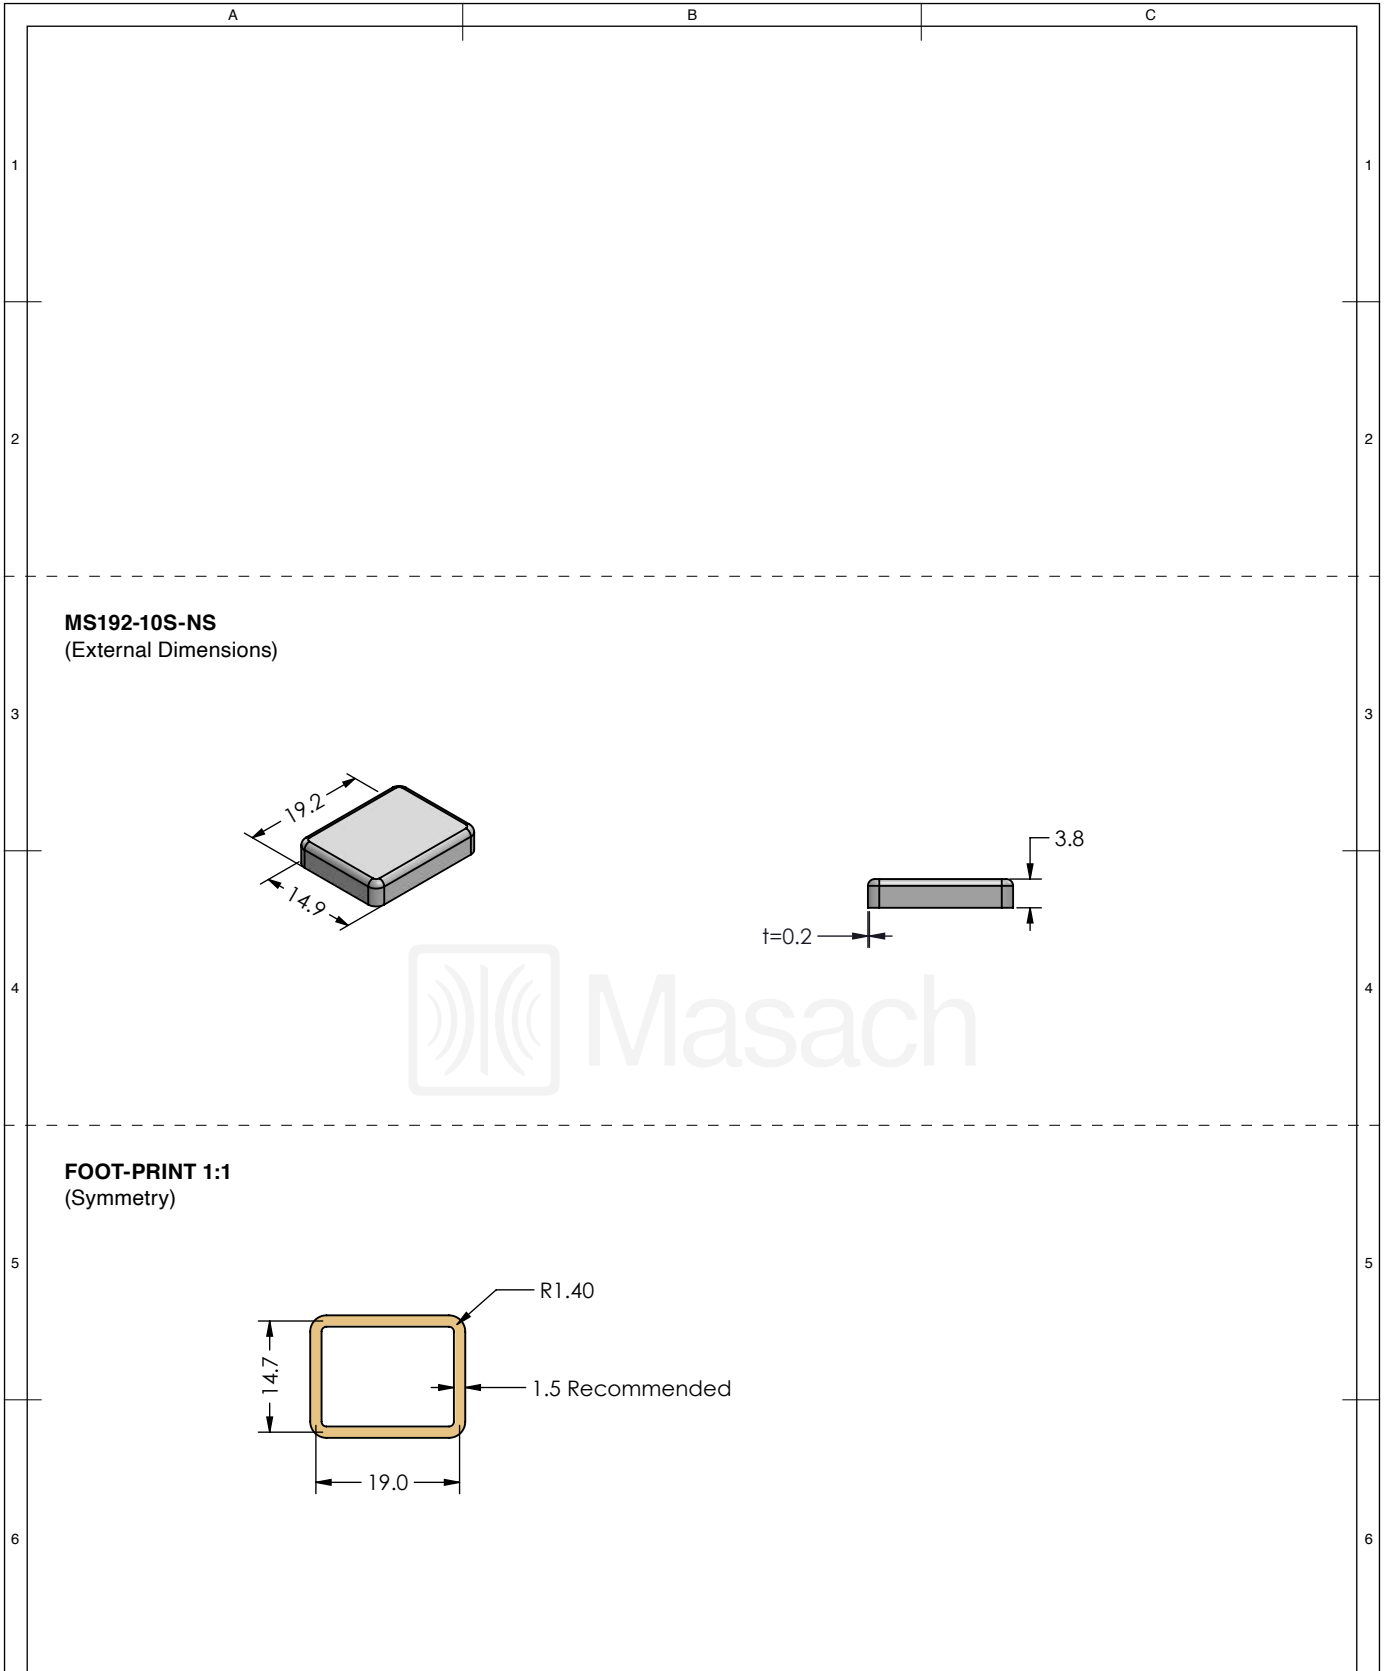 A B C
1 1
2 2
MS192-10S-NS
(External Dimensions)
3 3
19.2
14.9
3.8
t=0.2
Masach
4 4
FOOT-PRINT 1:1
(Symmetry)
5 5
R1.40
14.7
1.5 Recommended
19.0
6 6